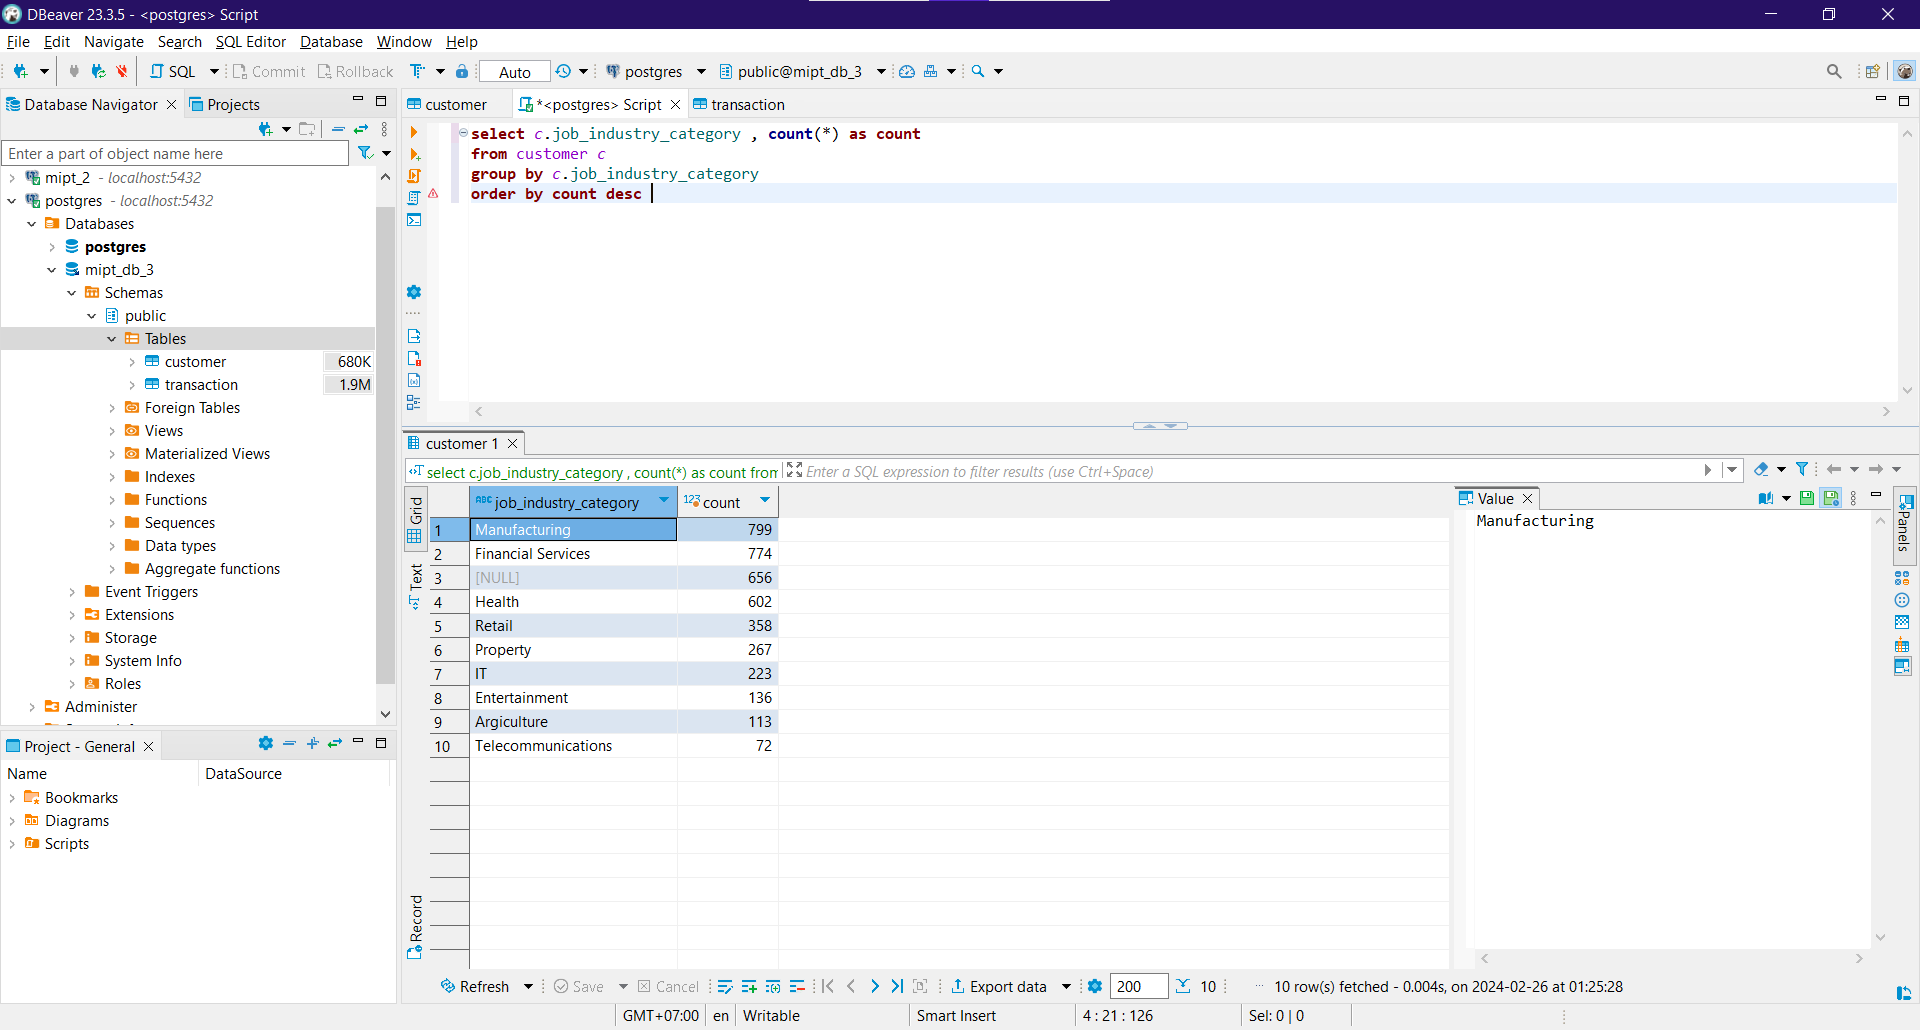 DBeaver 23.3.5 - <postgres> Script
File Edit Navigate Search SQL Editor Database Window Help
SQL Commit Rollback Auto postgres public@mipt_db_3
Database Navigator Projects
Enter a part of object name here
mipt_2 - localhost:5432
postgres - localhost:5432
Databases
postgres
mipt_db_3
Schemas
public
Tables
customer 680K
transaction 1.9M
Foreign Tables
Views
Materialized Views
Indexes
Functions
Sequences
Data types
Aggregate functions
Event Triggers
Extensions
Storage
System Info
Roles
Administer
Project - General
Name DataSource
Bookmarks
Diagrams
Scripts
customer *<postgres> Script transaction
select c.job_industry_category , count(*) as count
from customer c
group by c.job_industry_category
order by count desc
customer 1
select c.job_industry_category , count(*) as count from
Enter a SQL expression to filter results (use Ctrl+Space)
Grid
Text
Record
ABC job_industry_category 123 count
1 Manufacturing 799
2 Financial Services 774
3 [NULL] 656
4 Health 602
5 Retail 358
6 Property 267
7 IT 223
8 Entertainment 136
9 Argiculture 113
10 Telecommunications 72
Value
Manufacturing
Panels
Refresh Save Cancel Export data 200 10 10 row(s) fetched - 0.004s, on 2024-02-26 at 01:25:28
GMT+07:00 en Writable Smart Insert 4 : 21 : 126 Sel: 0 | 0